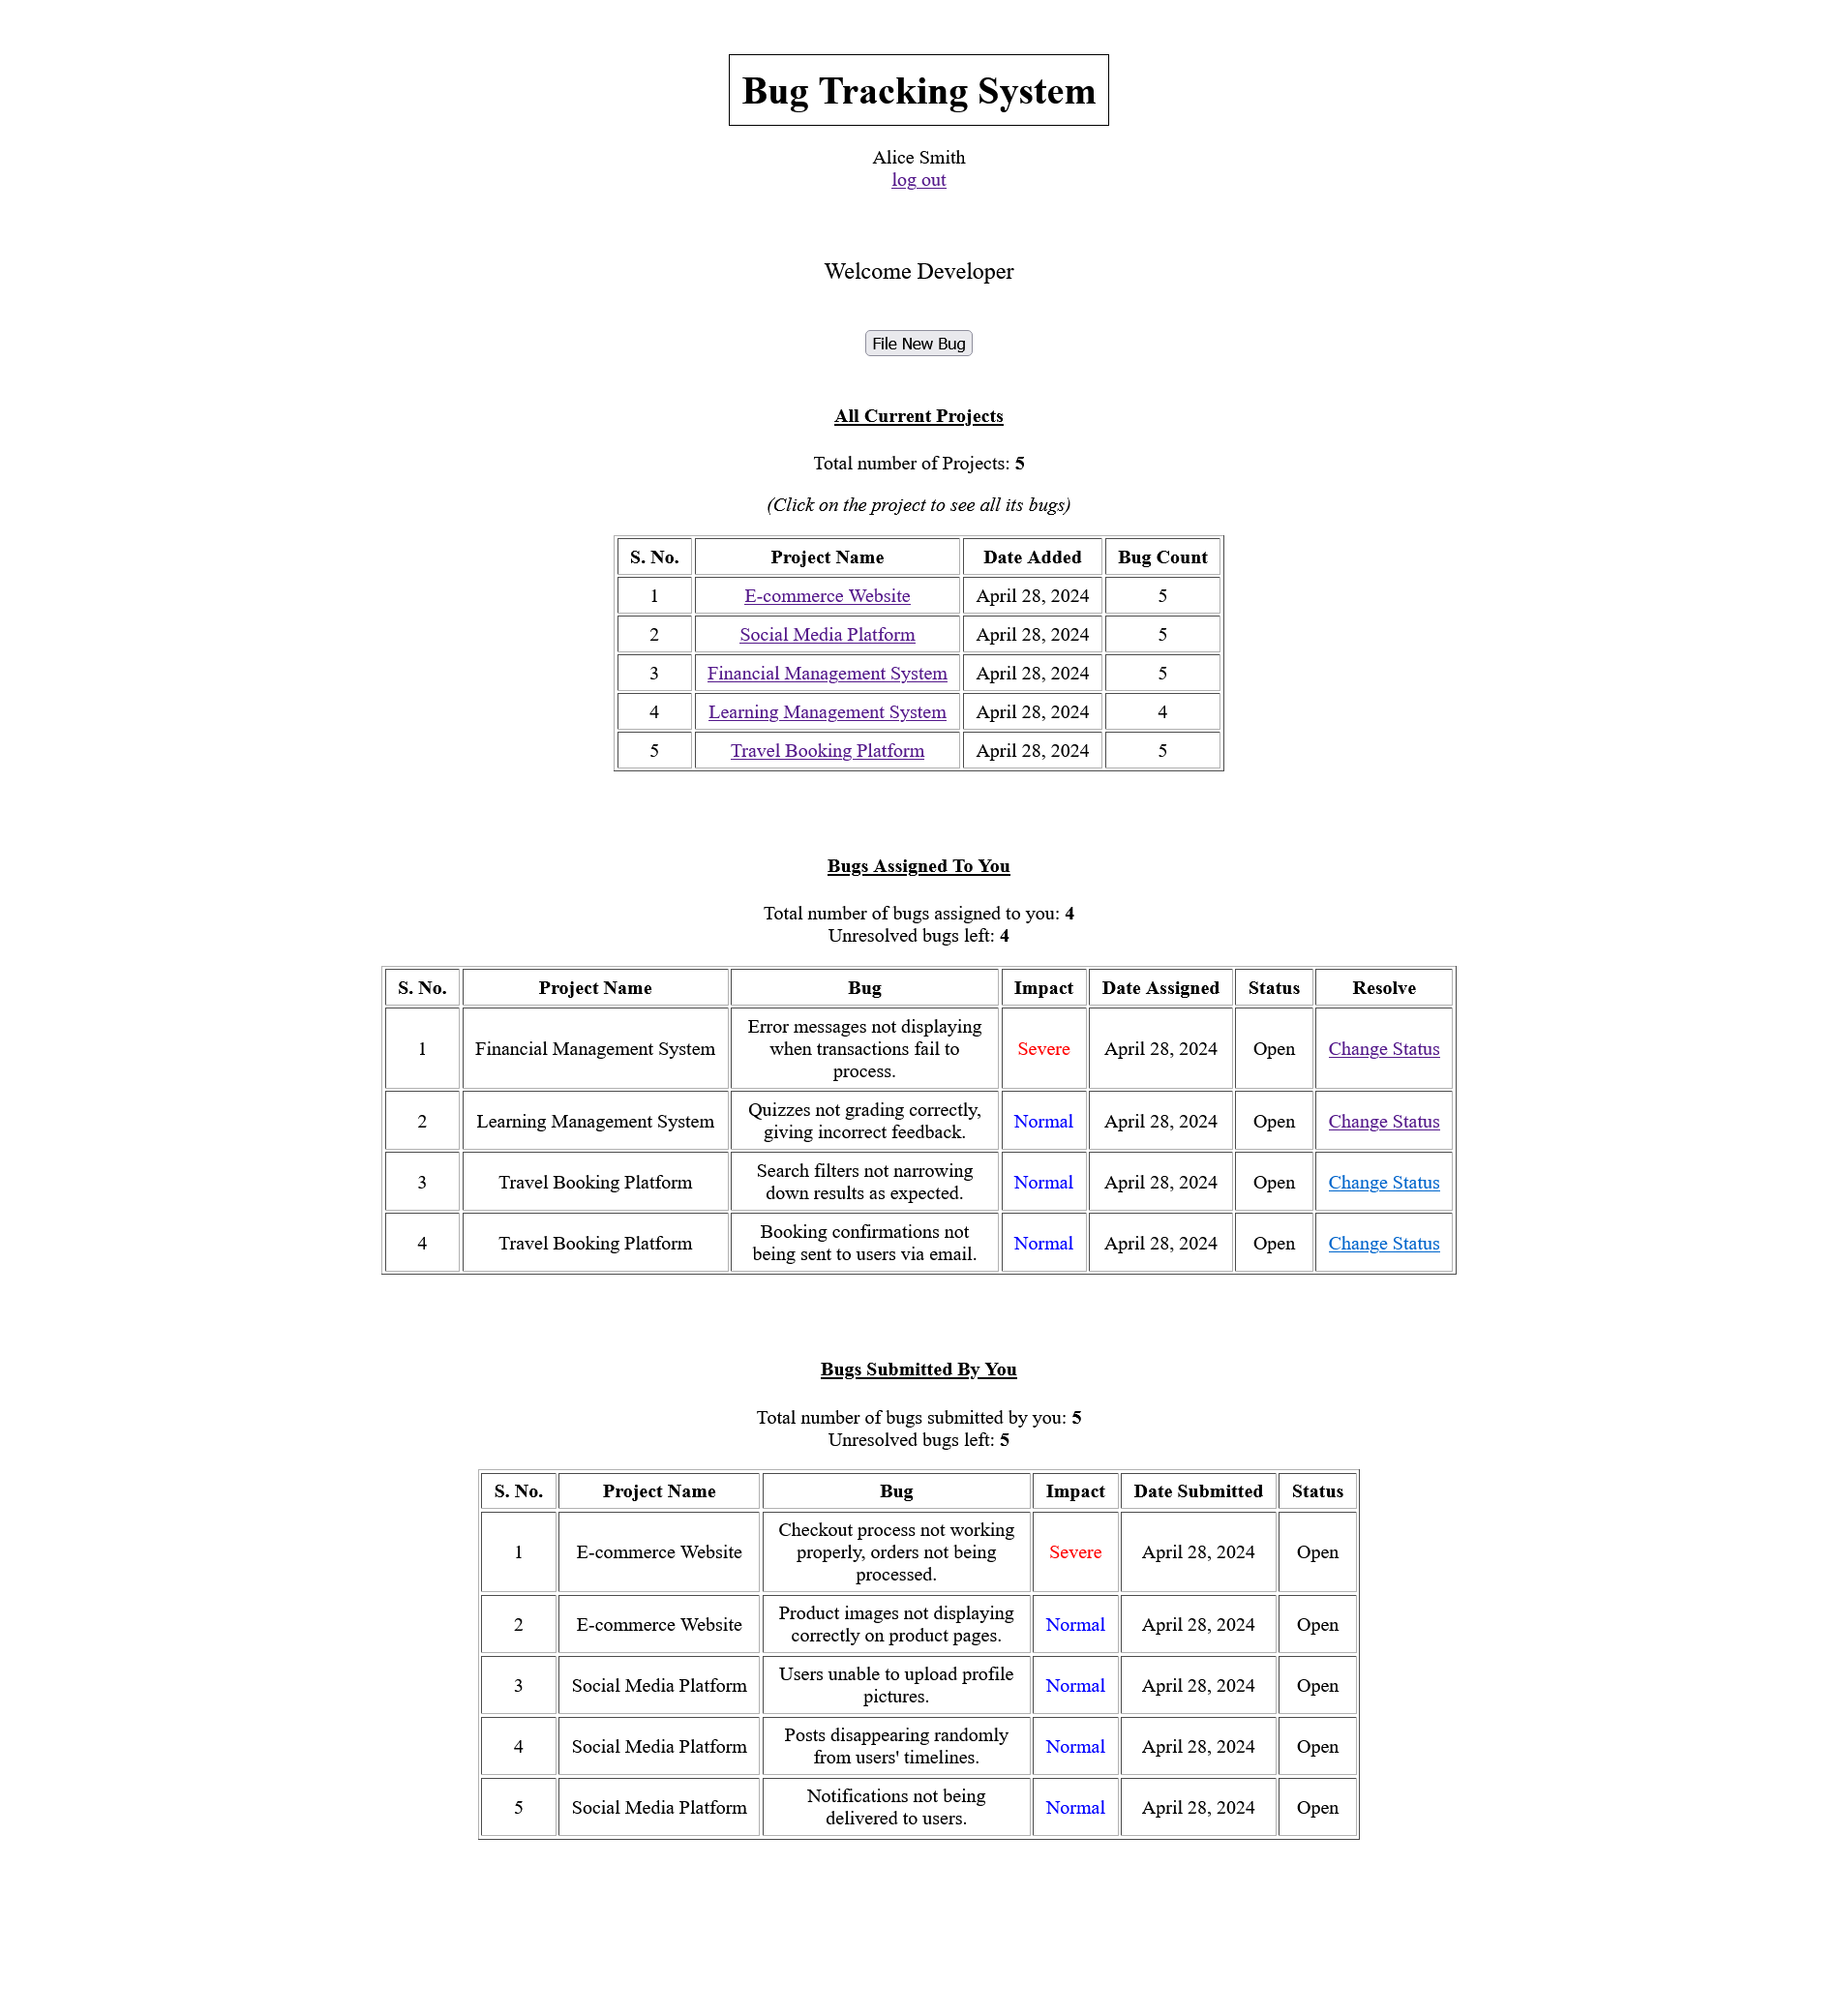 Bug Tracking System
Alice Smith
log out
Welcome Developer
File New Bug
All Current Projects
Total number of Projects: 5
(Click on the project to see all its bugs)
S. No. Project Name Date Added Bug Count
1 E-commerce Website April 28, 2024 5
2 Social Media Platform April 28, 2024 5
3 Financial Management System April 28, 2024 5
4 Learning Management System April 28, 2024 4
5 Travel Booking Platform April 28, 2024 5
Bugs Assigned To You
Total number of bugs assigned to you: 4
Unresolved bugs left: 4
S. No. Project Name Bug Impact Date Assigned Status Resolve
1 Financial Management System Error messages not displaying when transactions fail to process. Severe April 28, 2024 Open Change Status
2 Learning Management System Quizzes not grading correctly, giving incorrect feedback. Normal April 28, 2024 Open Change Status
3 Travel Booking Platform Search filters not narrowing down results as expected. Normal April 28, 2024 Open Change Status
4 Travel Booking Platform Booking confirmations not being sent to users via email. Normal April 28, 2024 Open Change Status
Bugs Submitted By You
Total number of bugs submitted by you: 5
Unresolved bugs left: 5
S. No. Project Name Bug Impact Date Submitted Status
1 E-commerce Website Checkout process not working properly, orders not being processed. Severe April 28, 2024 Open
2 E-commerce Website Product images not displaying correctly on product pages. Normal April 28, 2024 Open
3 Social Media Platform Users unable to upload profile pictures. Normal April 28, 2024 Open
4 Social Media Platform Posts disappearing randomly from users' timelines. Normal April 28, 2024 Open
5 Social Media Platform Notifications not being delivered to users. Normal April 28, 2024 Open